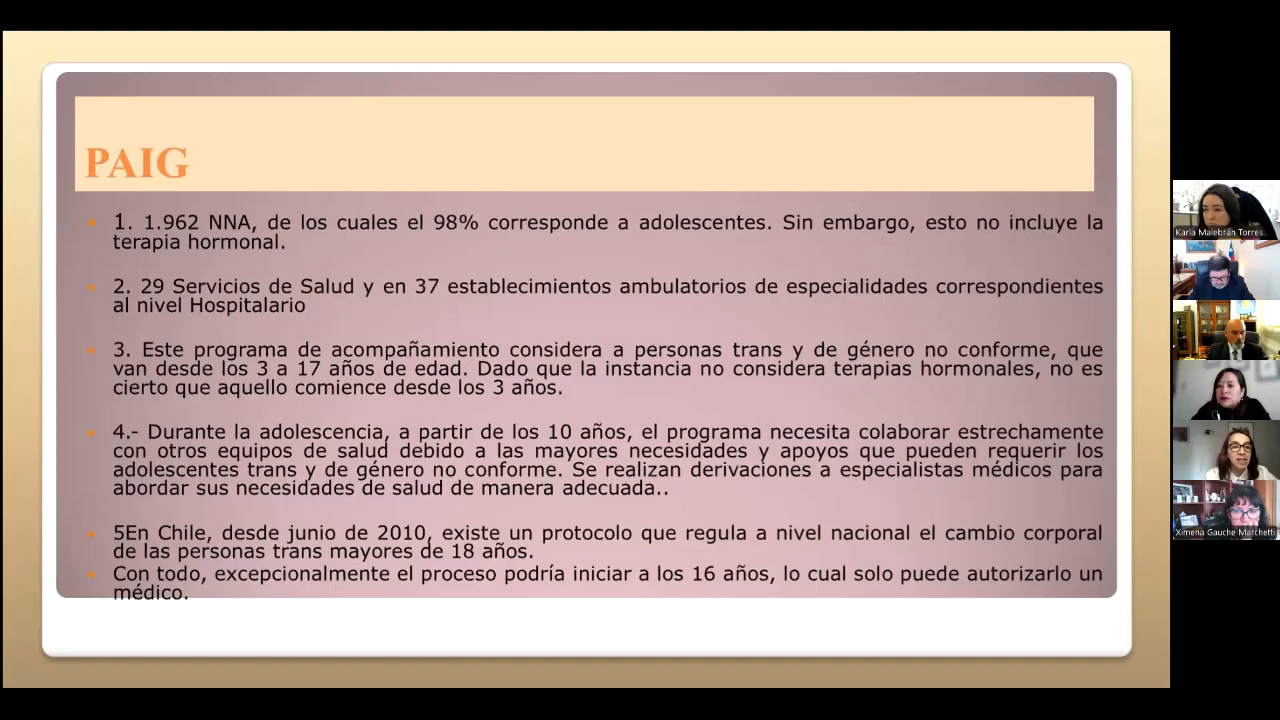 PAIG
1. 1.962 NNA, de los cuales el 98% corresponde a adolescentes. Sin embargo, esto no incluye la
terapia hormonal.
2. 29 Servicios de Salud y en 37 establecimientos ambulatorios de especialidades correspondientes
al nivel Hospitalario
3. Este programa de acompañamiento considera a personas trans y de género no conforme, que
van desde los 3 a 17 años de edad. Dado que la instancia no considera terapias hormonales, no es
cierto que aquello comience desde los 3 años.
4.- Durante la adolescencia, a partir de los 10 años, el programa necesita colaborar estrechamente
con otros equipos de salud debido a las mayores necesidades y apoyos que pueden requerir los
adolescentes trans y de género no conforme. Se realizan derivaciones a especialistas médicos para
abordar sus necesidades de salud de manera adecuada..
5En Chile, desde junio de 2010, existe un protocolo que regula a nivel nacional el cambio corporal
de las personas trans mayores de 18 años.
Con todo, excepcionalmente el proceso podría iniciar a los 16 años, lo cual solo puede autorizarlo un
médico.
Karla Malebrán Torres
Ximena Gauche Marchetti